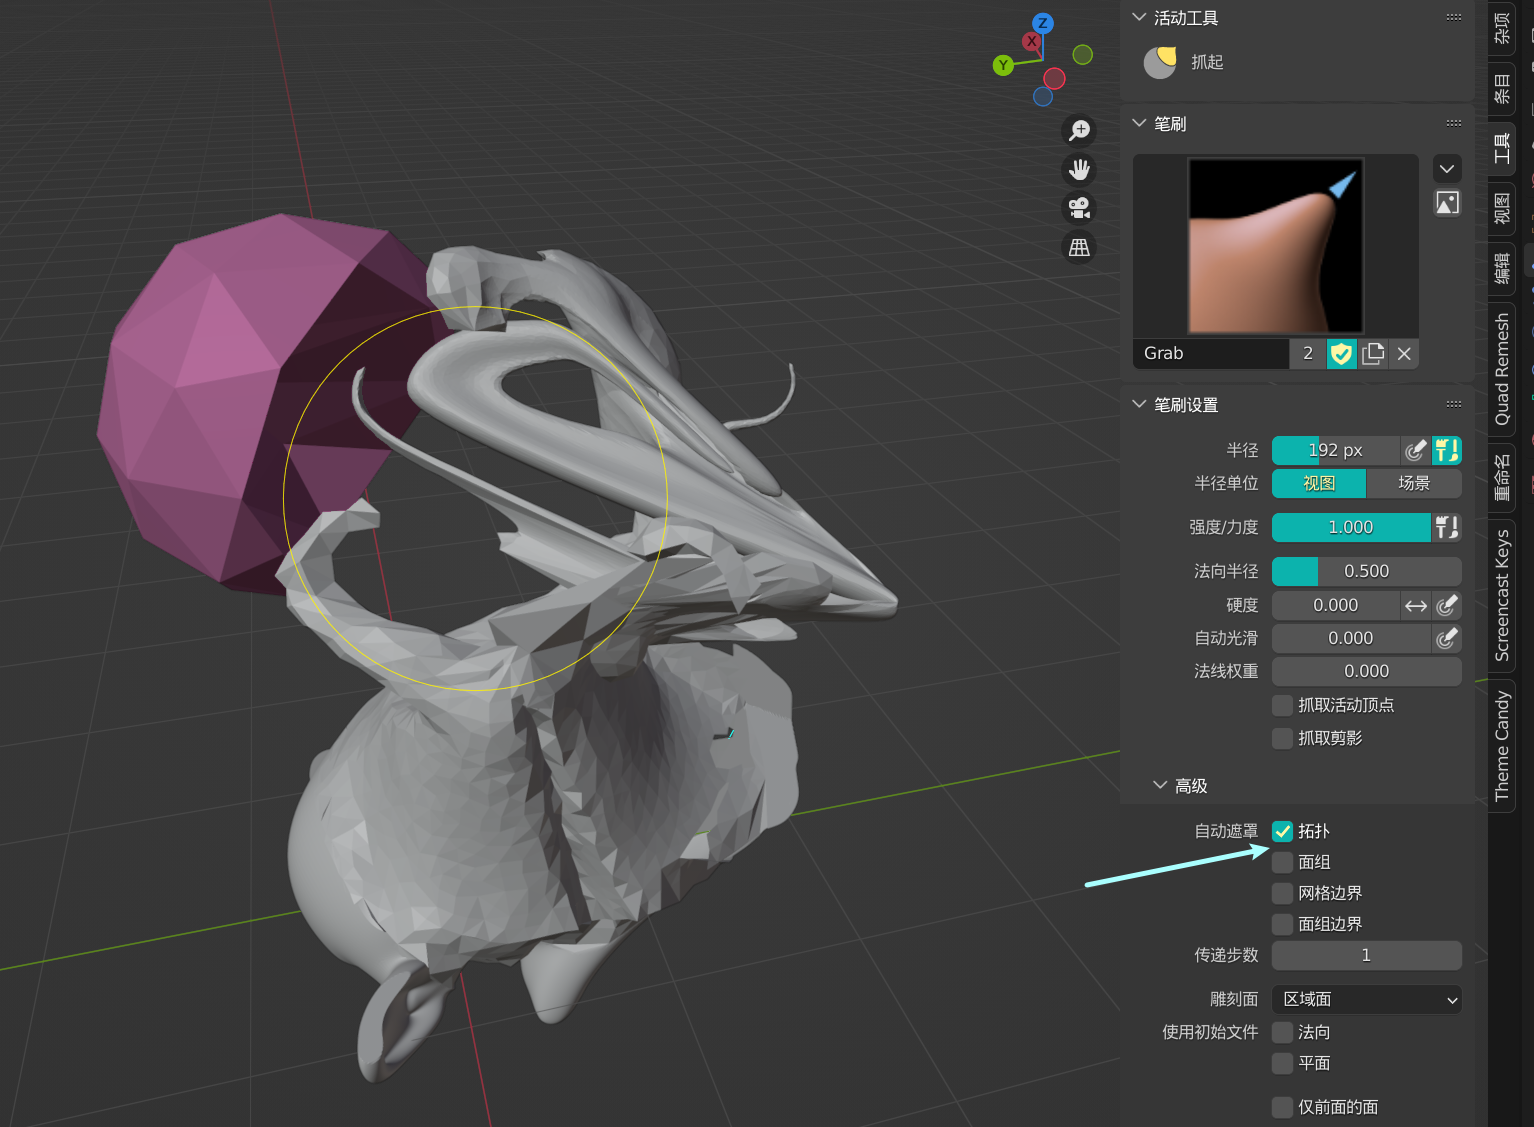 Z
X
Y
活动工具
抓起
笔刷
Grab
2
笔刷设置
半径
192 px
半径单位
视图
场景
强度/力度
1.000
法向半径
0.500
硬度
0.000
自动光滑
0.000
法线权重
0.000
抓取活动顶点
抓取剪影
高级
自动遮罩
拓扑
面组
网格边界
面组边界
传递步数
1
雕刻面
区域面
使用初始文件
法向
平面
仅前面的面
杂项
条目
工具
视图
编辑
Quad Remesh
重命名
Screencast Keys
Theme Candy